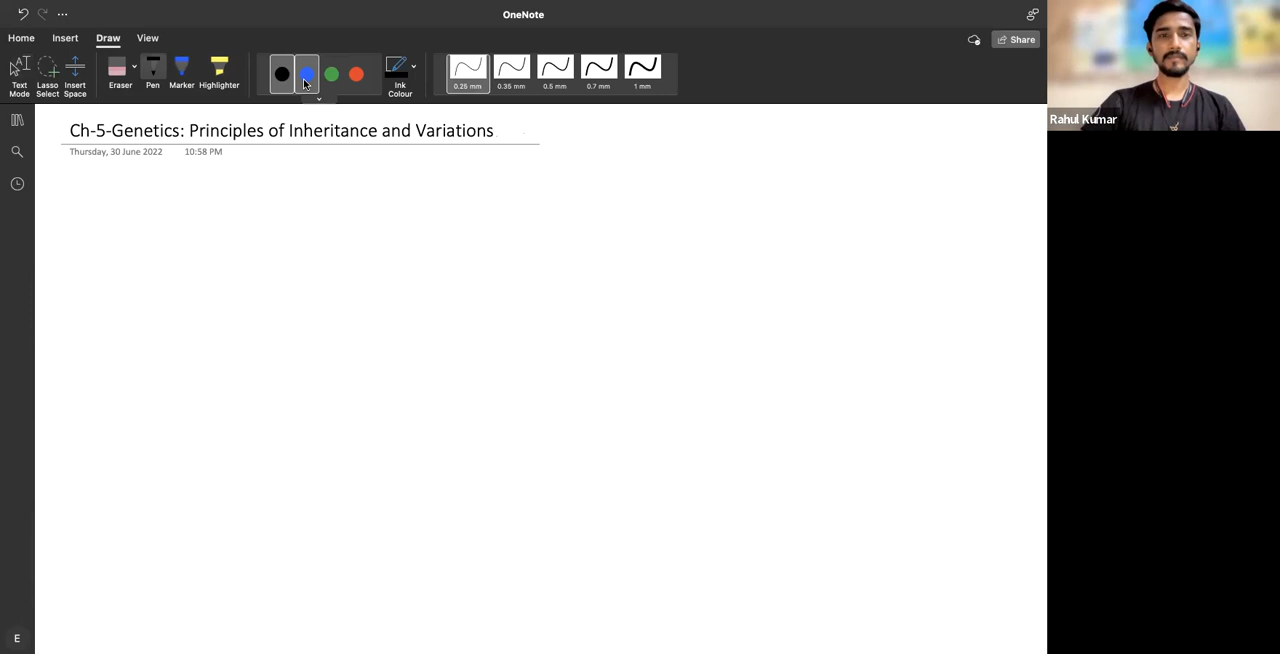 OneNote
Home Insert Draw View
Share
Text Mode
Lasso Select
Insert Space
Eraser
Pen
Marker
Highlighter
Ink Colour
0.25 mm
0.35 mm
0.5 mm
0.7 mm
1 mm
Rahul Kumar
Ch-5-Genetics: Principles of Inheritance and Variations
Thursday, 30 June 2022 10:58 PM
E